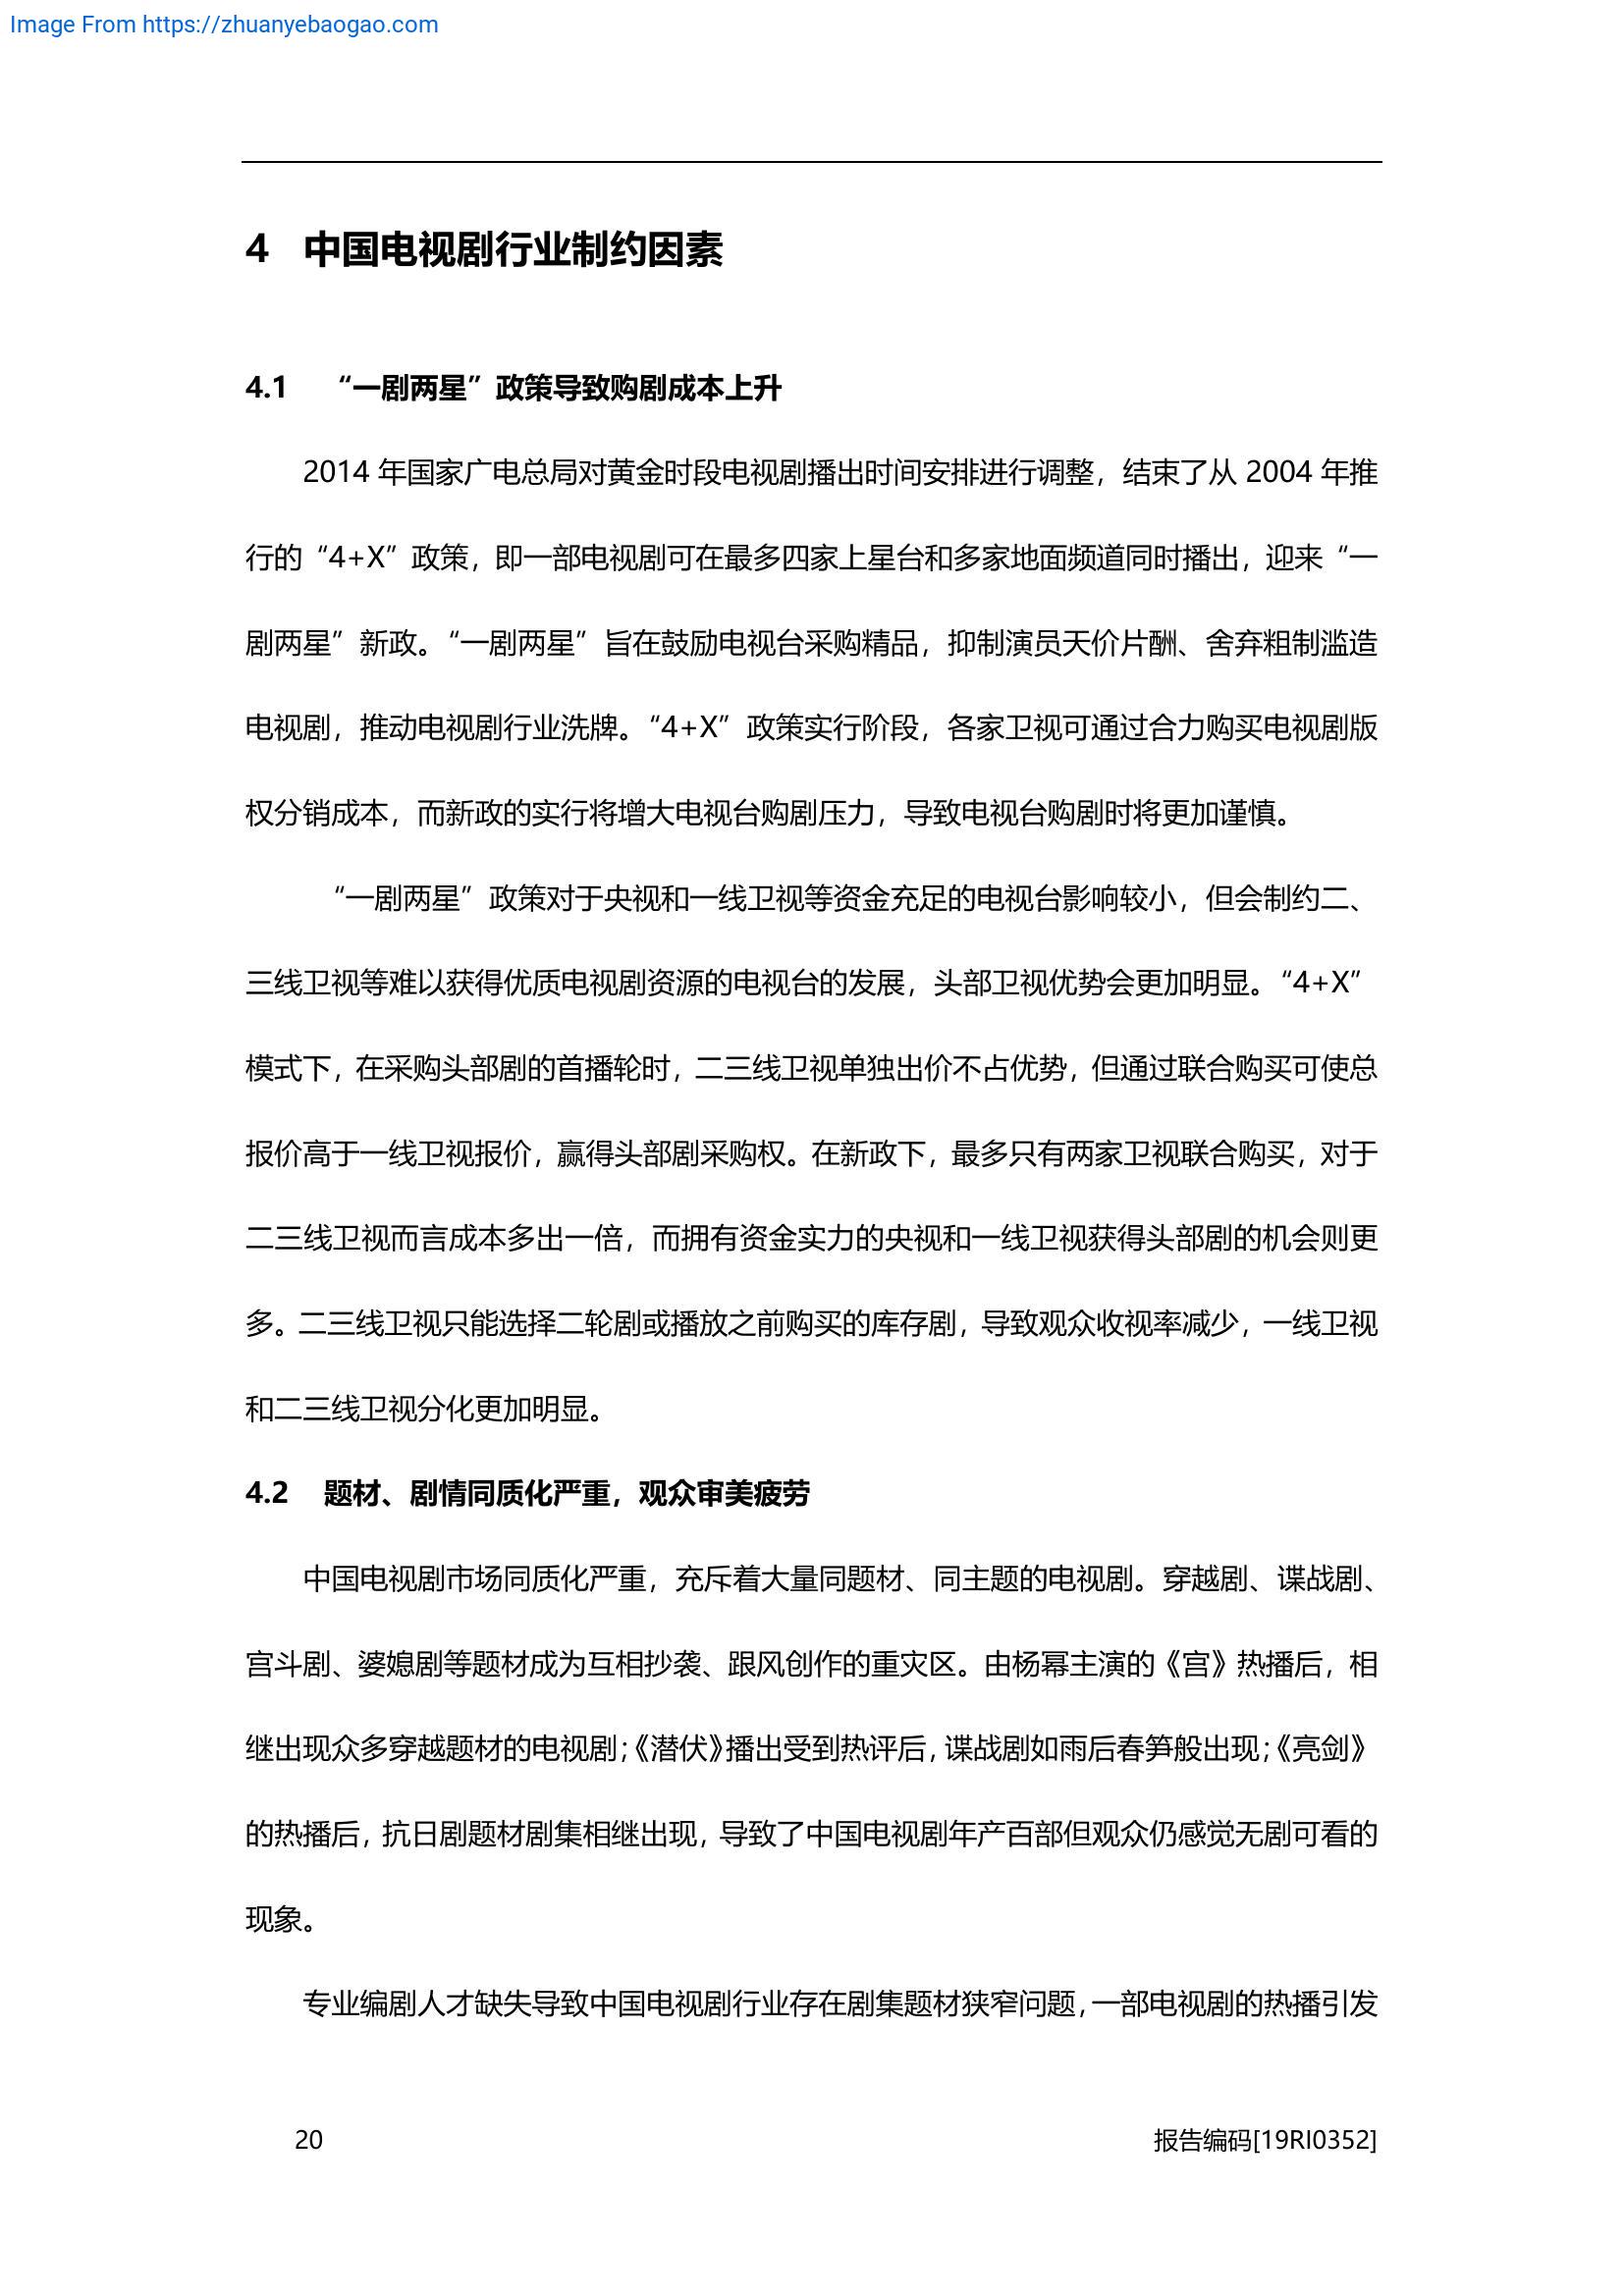 Image From https://zhuanyebaogao.com
4 中国电视剧行业制约因素
4.1 “一剧两星”政策导致购剧成本上升
2014 年国家广电总局对黄金时段电视剧播出时间安排进行调整，结束了从 2004 年推
行的“4+X”政策，即一部电视剧可在最多四家上星台和多家地面频道同时播出，迎来“一
剧两星”新政。“一剧两星”旨在鼓励电视台采购精品，抑制演员天价片酬、舍弃粗制滥造
电视剧，推动电视剧行业洗牌。“4+X”政策实行阶段，各家卫视可通过合力购买电视剧版
权分销成本，而新政的实行将增大电视台购剧压力，导致电视台购剧时将更加谨慎。
“一剧两星”政策对于央视和一线卫视等资金充足的电视台影响较小，但会制约二、
三线卫视等难以获得优质电视剧资源的电视台的发展，头部卫视优势会更加明显。“4+X”
模式下，在采购头部剧的首播轮时，二三线卫视单独出价不占优势，但通过联合购买可使总
报价高于一线卫视报价，赢得头部剧采购权。在新政下，最多只有两家卫视联合购买，对于
二三线卫视而言成本多出一倍，而拥有资金实力的央视和一线卫视获得头部剧的机会则更
多。二三线卫视只能选择二轮剧或播放之前购买的库存剧，导致观众收视率减少，一线卫视
和二三线卫视分化更加明显。
4.2 题材、剧情同质化严重，观众审美疲劳
中国电视剧市场同质化严重，充斥着大量同题材、同主题的电视剧。穿越剧、谍战剧、
宫斗剧、婆媳剧等题材成为互相抄袭、跟风创作的重灾区。由杨幂主演的《宫》热播后，相
继出现众多穿越题材的电视剧；《潜伏》播出受到热评后，谍战剧如雨后春笋般出现；《亮剑》
的热播后，抗日剧题材剧集相继出现，导致了中国电视剧年产百部但观众仍感觉无剧可看的
现象。
专业编剧人才缺失导致中国电视剧行业存在剧集题材狭窄问题，一部电视剧的热播引发
20 报告编码[19RI0352]